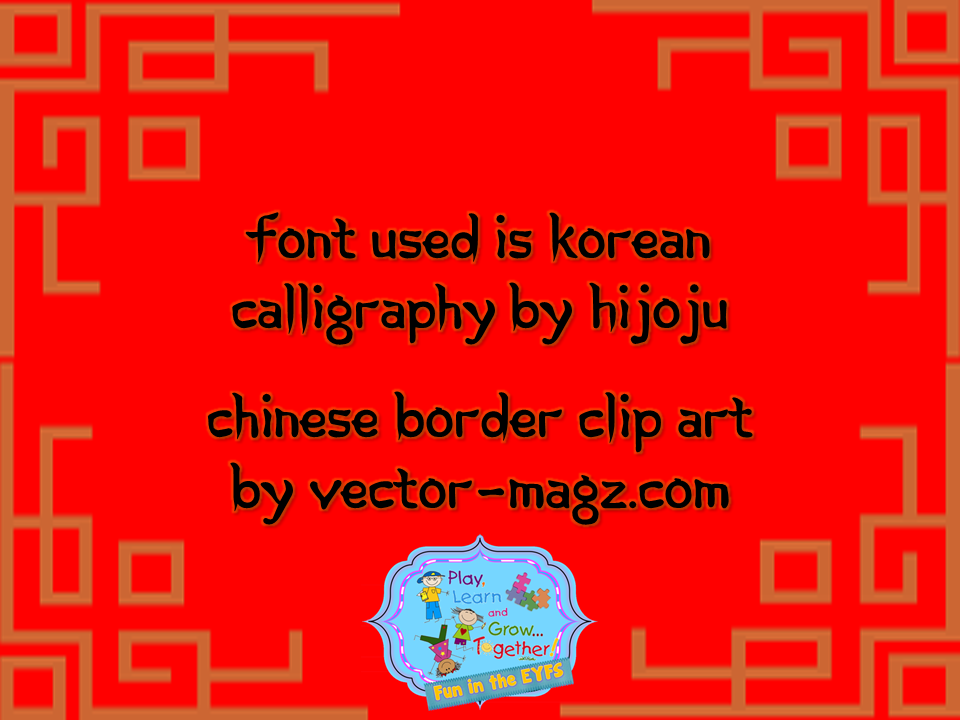 font used is korean
calligraphy by hijoju
chinese border clip art
by vector-magz.com
Play,
Learn
and
Grow...
Together!
Fun in the EYFS